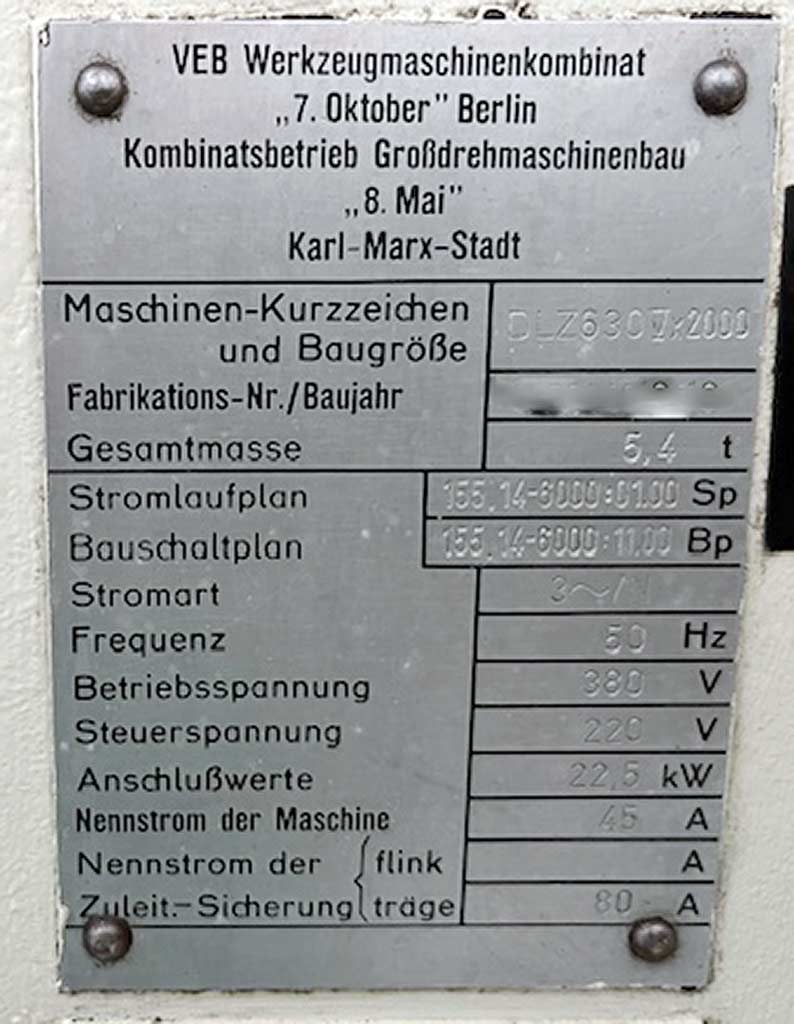 VEB Werkzeugmaschinenkombinat
„7. Oktober" Berlin
Kombinatsbetrieb Großdrehmaschinenbau
„8. Mai"
Karl-Marx-Stadt
Maschinen-Kurzzeichen
und Baugröße DLZ630 V x2000
Fabrikations-Nr./Baujahr
Gesamtmasse 5,4 t
Stromlaufplan 155.14-6000:01.00 Sp
Bauschaltplan 155.14-6000:11.00 Bp
Stromart 3~/
Frequenz 50 Hz
Betriebsspannung 380 V
Steuerspannung 220 V
Anschlußwerte 22,5 kW
Nennstrom der Maschine 45 A
Nennstrom der { flink A
Zuleit.-Sicherung träge 80 A